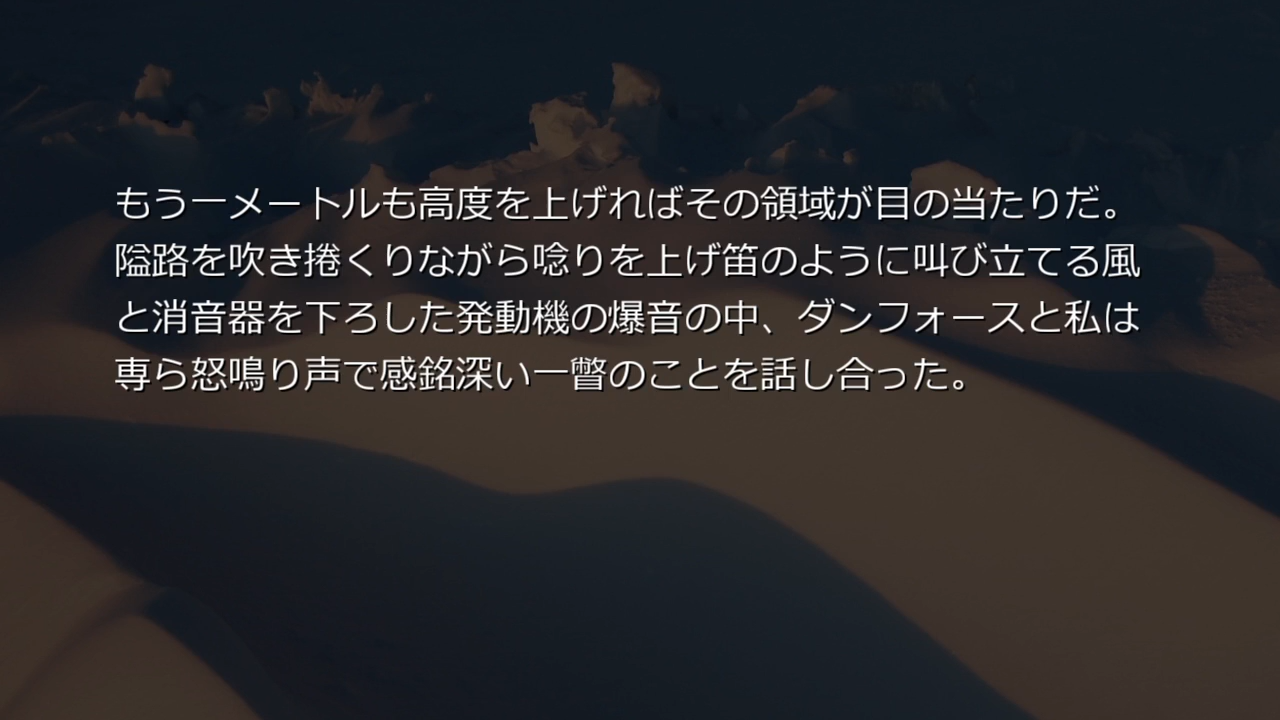 もう一メートルも高度を上げればその領域が目の当たりだ。
隘路を吹き捲くりながら唸りを上げ笛のように叫び立てる風
と消音器を下ろした発動機の爆音の中、ダンフォースと私は
専ら怒鳴り声で感銘深い一瞥のことを話し合った。